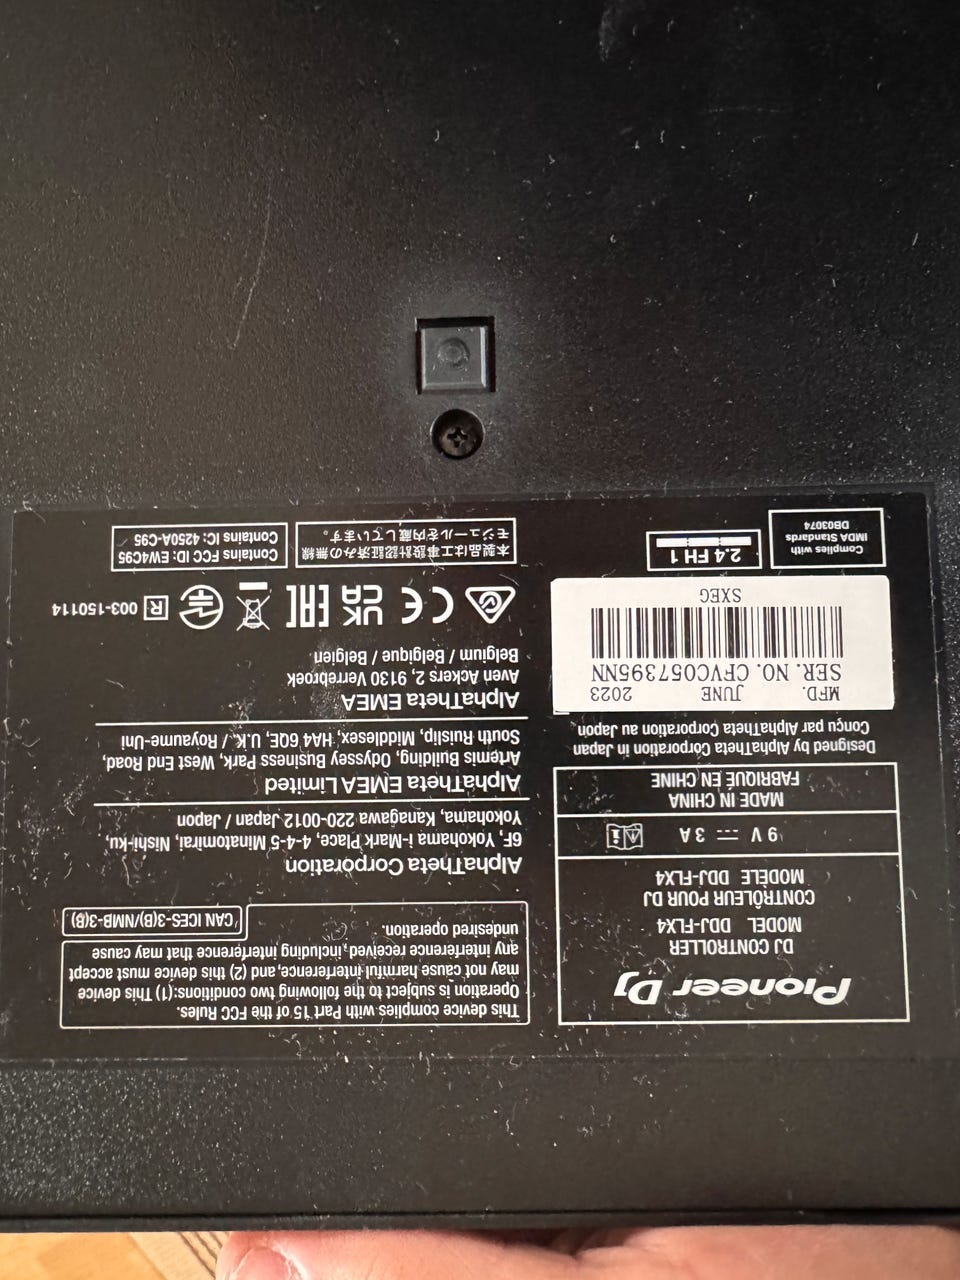 Pioneer Dj
DJ CONTROLLER
MODEL DDJ-FLX4
CONTRÔLEUR POUR DJ
MODÈLE DDJ-FLX4
9 V ⎓ 3 A
MADE IN CHINA
FABRIQUÉ EN CHINE
Designed by AlphaTheta Corporation in Japan
Conçu par AlphaTheta Corporation au Japon
MFD. JUNE 2023
SER. NO. CFVC057395NN
SXEG
Complies with
IMDA Standards
DB03074
2.4 FH 1
This device complies with Part 15 of the FCC Rules.
Operation is subject to the following two conditions:(1) This device
may not cause harmful interference,and (2) this device must accept
any interference received, including interference that may cause
undesired operation.
CAN ICES-3(B)/NMB-3(B)
AlphaTheta Corporation
6F, Yokohama i-Mark Place, 4-4-5 Minatomirai, Nishi-ku,
Yokohama, Kanagawa 220-0012 Japan / Japon
AlphaTheta EMEA Limited
Artemis Building, Odyssey Business Park, West End Road,
South Ruislip, Middlesex, HA4 6QE, U.K. / Royaume-Uni
AlphaTheta EMEA
Aven Ackers 2, 9130 Verrebroek
Belgium / Belgique / Belgien
CE UK CA EAC R 003-150114
本製品は工事設計認証済みの無線
モジュールを内蔵しています。
Contains FCC ID: EW4C95
Contains IC: 4250A-C95